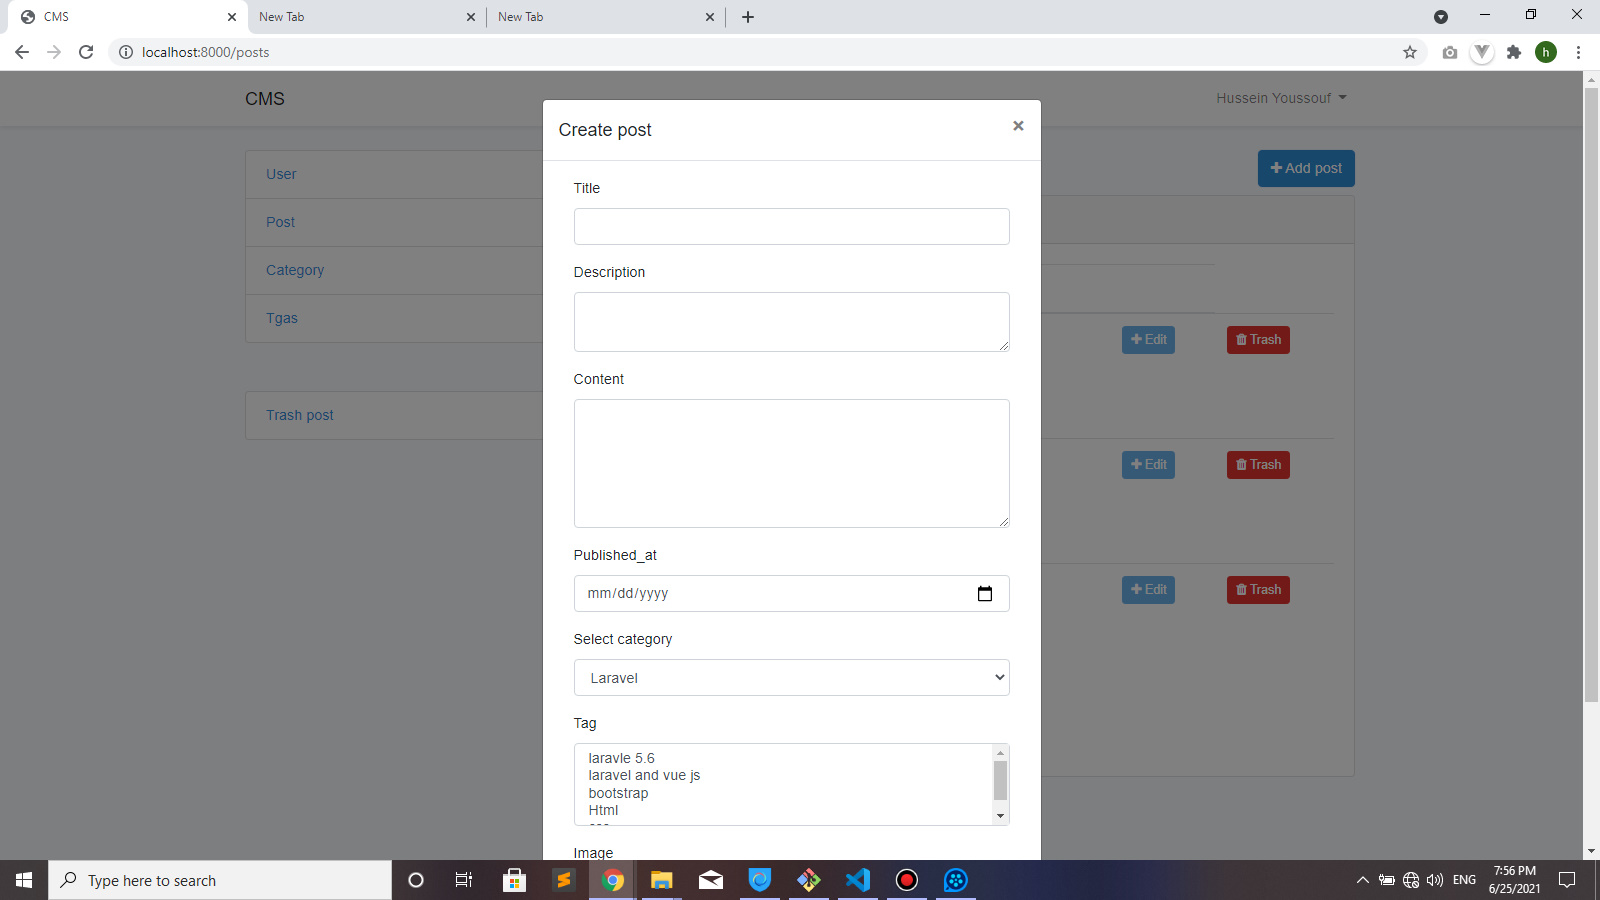 CMS
New Tab
New Tab
localhost:8000/posts
h
CMS
Hussein Youssouf
Create post
×
Add post
User
Post
Category
Tgas
Trash post
Title
Description
Content
Published_at
mm/dd/yyyy
Select category
Laravel
Tag
laravle 5.6
laravel and vue js
bootstrap
Html
Image
Edit
Trash
Edit
Trash
Edit
Trash
Type here to search
ENG
7:56 PM
6/25/2021